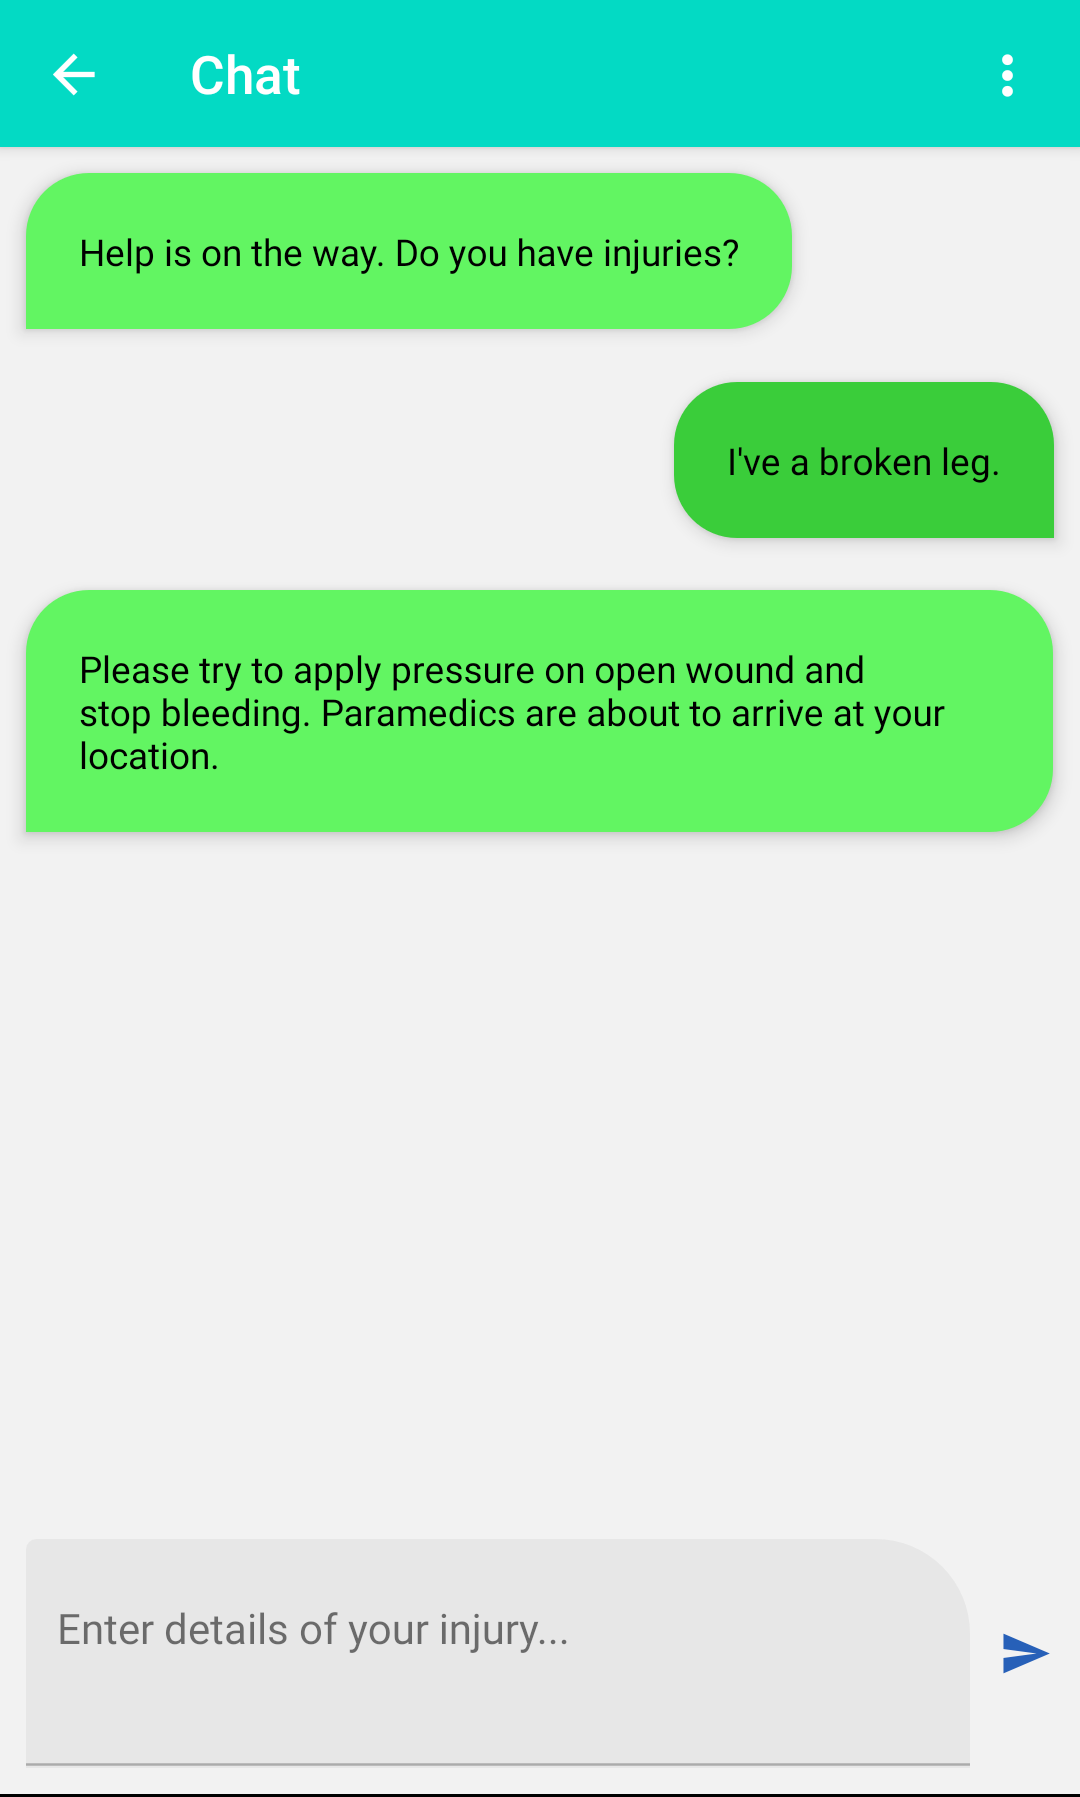 Chat
Help is on the way. Do you have injuries?
I've a broken leg.
Please try to apply pressure on open wound and
stop bleeding. Paramedics are about to arrive at your
location.
Enter details of your injury...